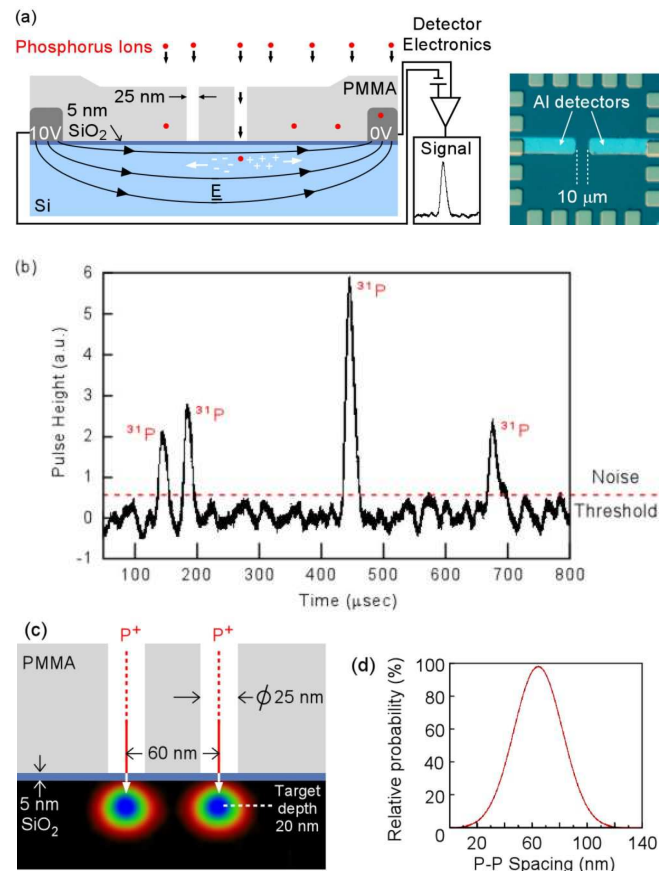 (a)
Phosphorus Ions
Detector
Electronics
PMMA
25 nm
5 nm
SiO₂
10V
0V
- - - - -
+ + + + +
E
Si
Signal
Al detectors
10 µm
(b)
Pulse Height (a.u.)
6
5
4
3
2
1
0
-1
³¹P
³¹P
³¹P
³¹P
Noise
Threshold
100 200 300 400 500 600 700 800
Time (µsec)
(c)
P⁺ P⁺
PMMA
ϕ 25 nm
60 nm
5 nm
SiO₂
Target
depth
20 nm
(d)
Relative probability (%)
100
80
60
40
20
0
20 60 100 140
P-P Spacing (nm)